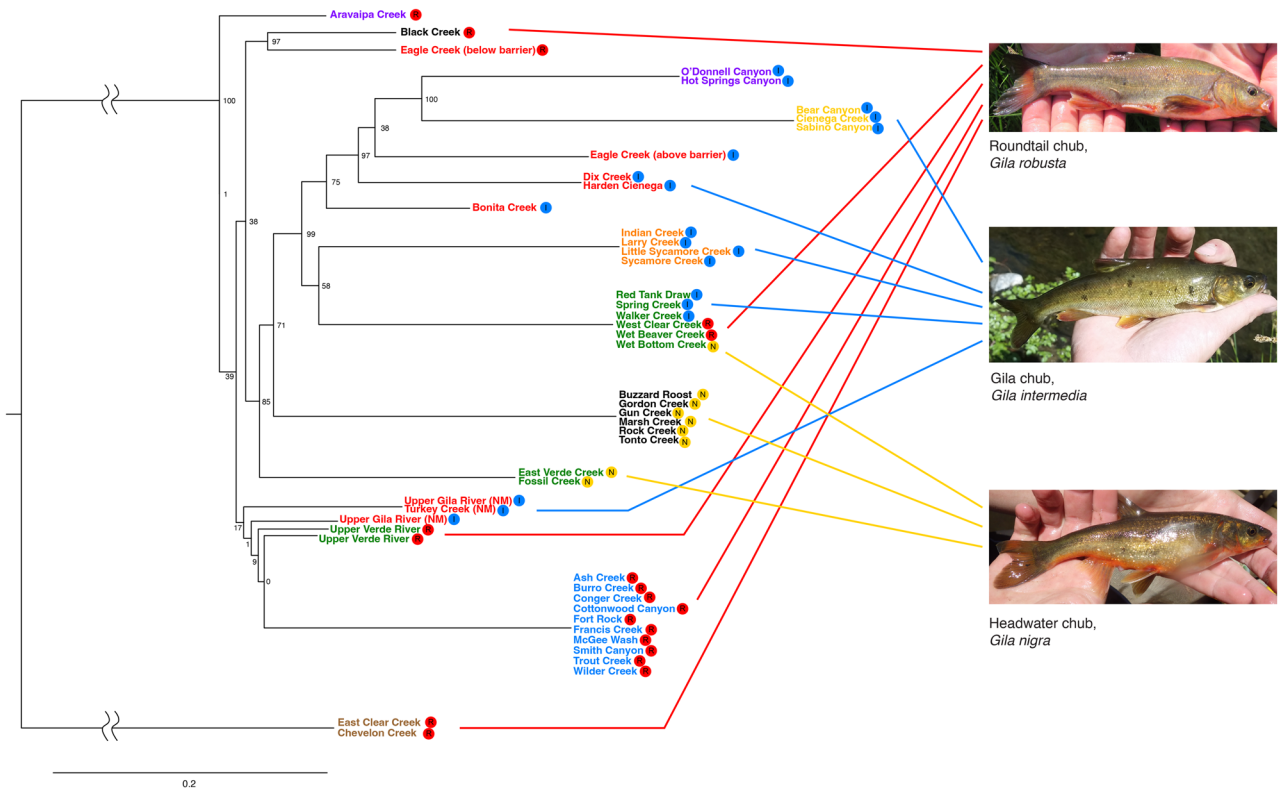 Aravaipa Creek R
Black Creek R
97
Eagle Creek (below barrier) R
O'Donnell Canyon I
Hot Springs Canyon I
100
100
Bear Canyon I
Cienega Creek I
Sabino Canyon I
38
Eagle Creek (above barrier) I
97
Dix Creek I
Harden Cienega I
75
1
Bonita Creek I
38
99
Indian Creek I
Larry Creek I
Little Sycamore Creek I
Sycamore Creek I
58
Red Tank Draw I
Spring Creek I
Walker Creek I
West Clear Creek R
Wet Beaver Creek R
Wet Bottom Creek N
71
39
85
Buzzard Roost N
Gordon Creek N
Gun Creek N
Marsh Creek N
Rock Creek N
Tonto Creek N
East Verde Creek N
Fossil Creek N
Upper Gila River (NM) I
Turkey Creek (NM) I
Upper Gila River (NM) I
17
Upper Verde River R
Upper Verde River R
1
9
0
Ash Creek R
Burro Creek R
Conger Creek R
Cottonwood Canyon R
Fort Rock R
Francis Creek R
McGee Wash R
Smith Canyon R
Trout Creek R
Wilder Creek R
East Clear Creek R
Chevelon Creek R
0.2
Roundtail chub,
Gila robusta
Gila chub,
Gila intermedia
Headwater chub,
Gila nigra